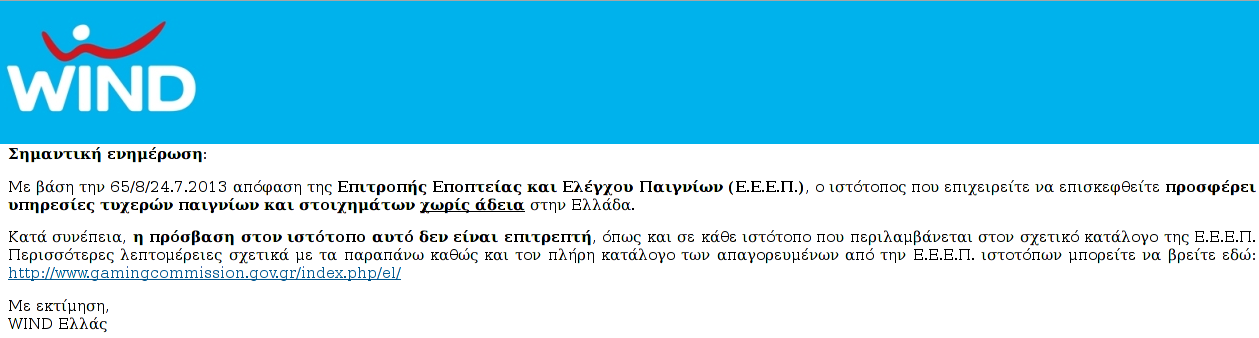 WIND
Σημαντική ενημέρωση:
Με βάση την 65/8/24.7.2013 απόφαση της Επιτροπής Εποπτείας και Ελέγχου Παιγνίων (Ε.Ε.Ε.Π.), ο ιστότοπος που επιχειρείτε να επισκεφθείτε προσφέρει
υπηρεσίες τυχερών παιγνίων και στοιχημάτων χωρίς άδεια στην Ελλάδα.
Κατά συνέπεια, η πρόσβαση στον ιστότοπο αυτό δεν είναι επιτρεπτή, όπως και σε κάθε ιστότοπο που περιλαμβάνεται στον σχετικό κατάλογο της Ε.Ε.Ε.Π.
Περισσότερες λεπτομέρειες σχετικά με τα παραπάνω καθώς και τον πλήρη κατάλογο των απαγορευμένων από την Ε.Ε.Ε.Π. ιστοτόπων μπορείτε να βρείτε εδώ:
http://www.gamingcommission.gov.gr/index.php/el/
Με εκτίμηση,
WIND Ελλάς